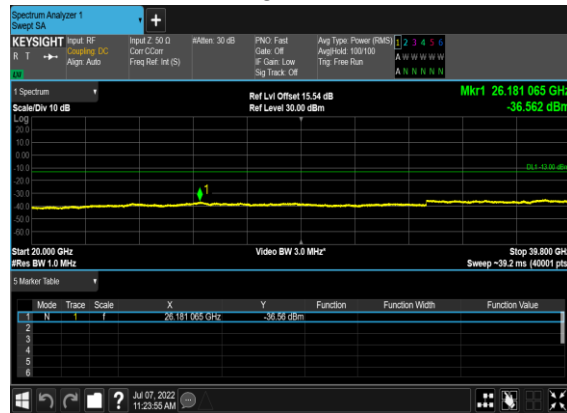 Spectrum Analyzer 1
Swept SA
+
KEYSIGHT Input: RF Input Z: 50 Ω #Atten: 30 dB PNO: Fast Avg Type: Power (RMS) 1 2 3 4 5 6
R T Coupling: DC Corr CCorr Gate: Off Avg|Hold: 100/100 A W W W W W
Align: Auto Freq Ref: Int (S) IF Gain: Low Trig: Free Run A N N N N N
Sig Track: Off
1 Spectrum Ref Lvl Offset 15.54 dB Mkr1 26.181 065 GHz
Scale/Div 10 dB Ref Level 30.00 dBm -36.562 dBm
Log
20.0
10.0
0.00
-10.0
DL1 -13.00 dBm
-20.0
-30.0
1
-40.0
-50.0
-60.0
Start 20.000 GHz Video BW 3.0 MHz* Stop 39.800 GHz
#Res BW 1.0 MHz Sweep ~39.2 ms (40001 pts)
5 Marker Table
Mode Trace Scale X Y Function Function Width Function Value
1 N 1 f 26.181 065 GHz -36.56 dBm
2
3
4
5
6
? Jul 07, 2022
11:23:55 AM